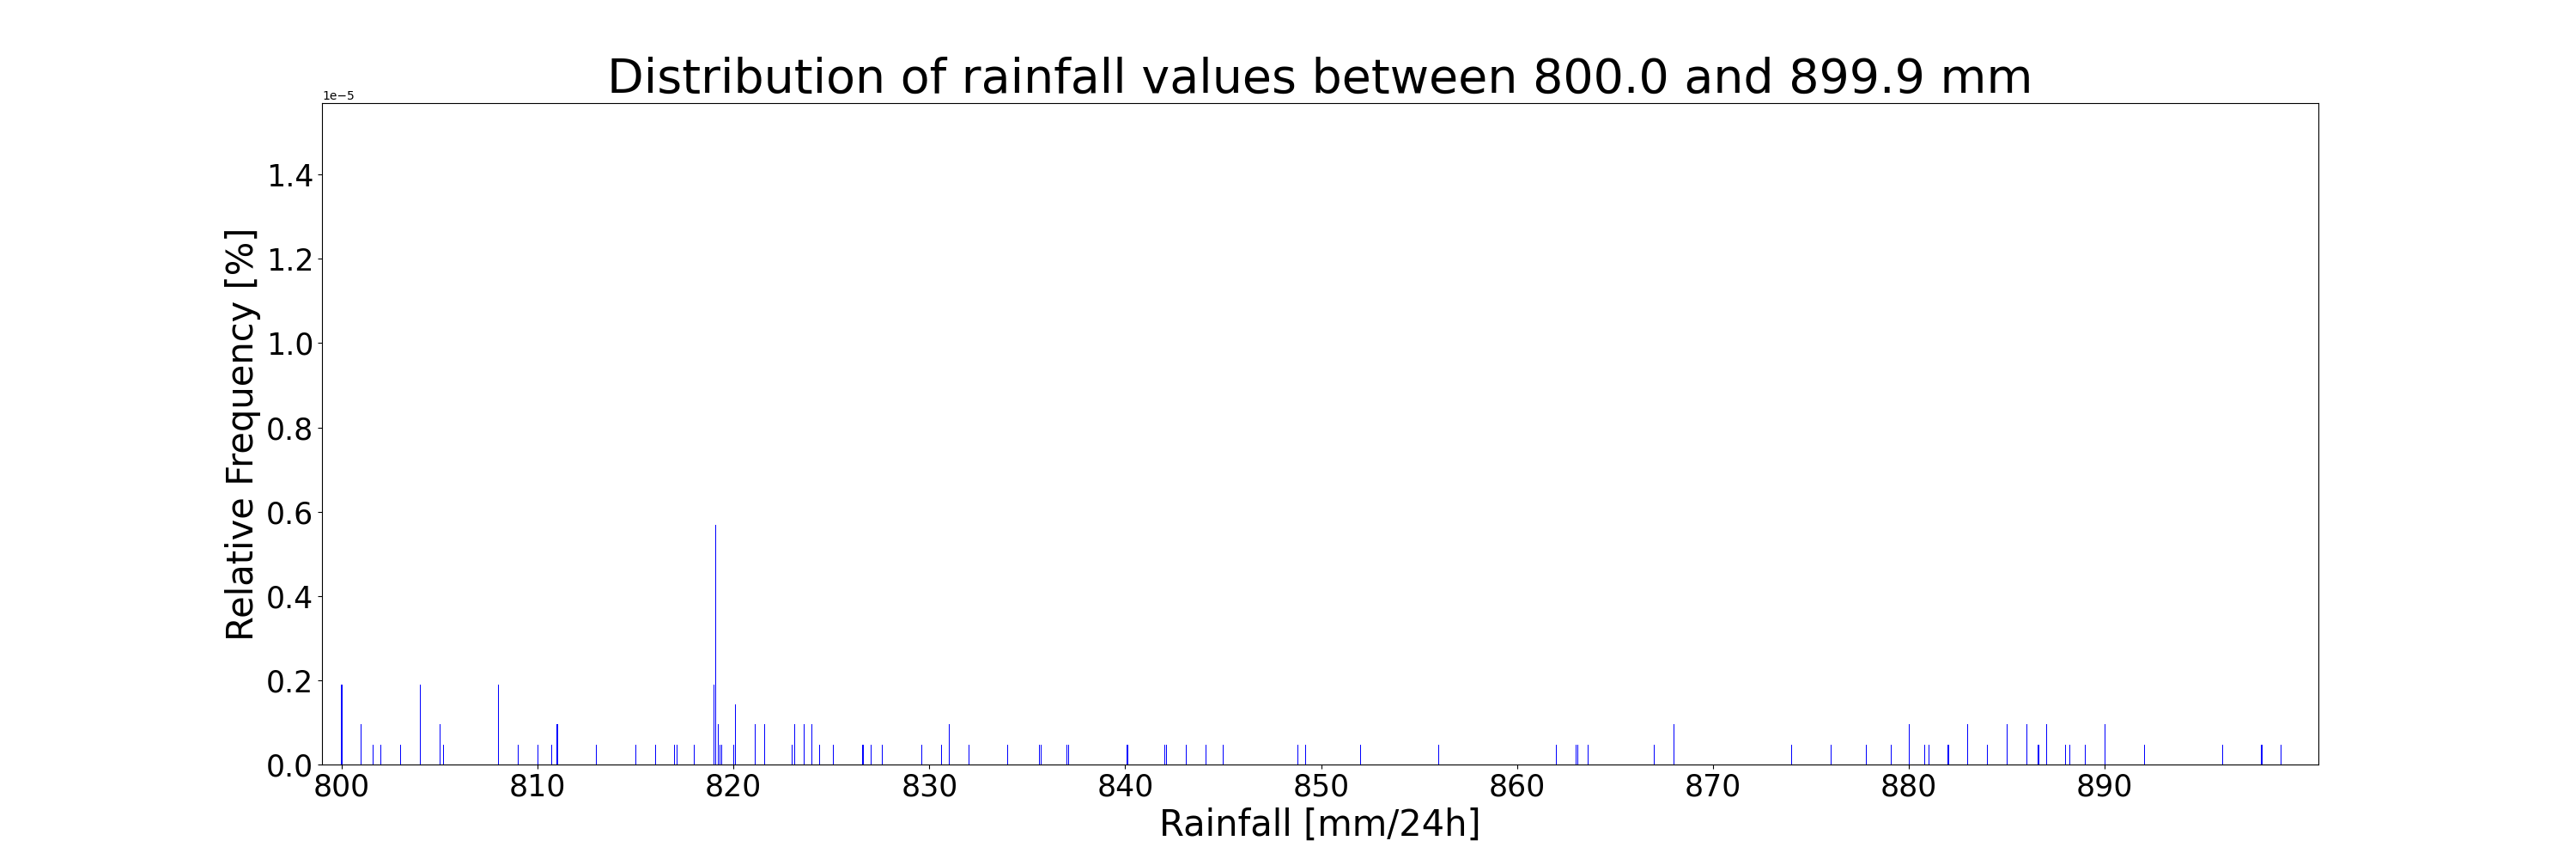 Distribution of rainfall values between 800.0 and 899.9 mm
1e−5
1.4
1.2
1.0
0.8
0.6
0.4
0.2
0.0
Relative Frequency [%]
800 810 820 830 840 850 860 870 880 890
Rainfall [mm/24h]